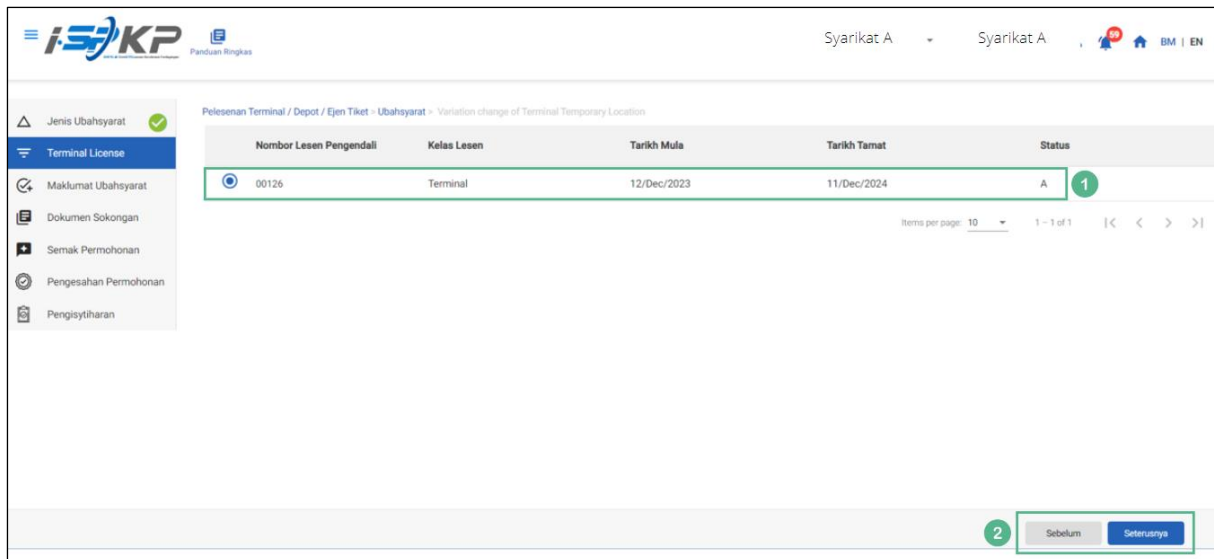 i-SPKP
Panduan Ringkas
Syarikat A
Syarikat A
,
59
BM | EN
Jenis Ubahsyarat
Terminal License
Maklumat Ubahsyarat
Dokumen Sokongan
Semak Permohonan
Pengesahan Permohonan
Pengisytiharan
Pelesenan Terminal / Depot / Ejen Tiket > Ubahsyarat > Variation change of Terminal Temporary Location
Nombor Lesen Pengendali Kelas Lesen Tarikh Mula Tarikh Tamat Status
00126 Terminal 12/Dec/2023 11/Dec/2024 A 1
Items per page: 10 1 – 1 of 1
2 Sebelum Seterusnya